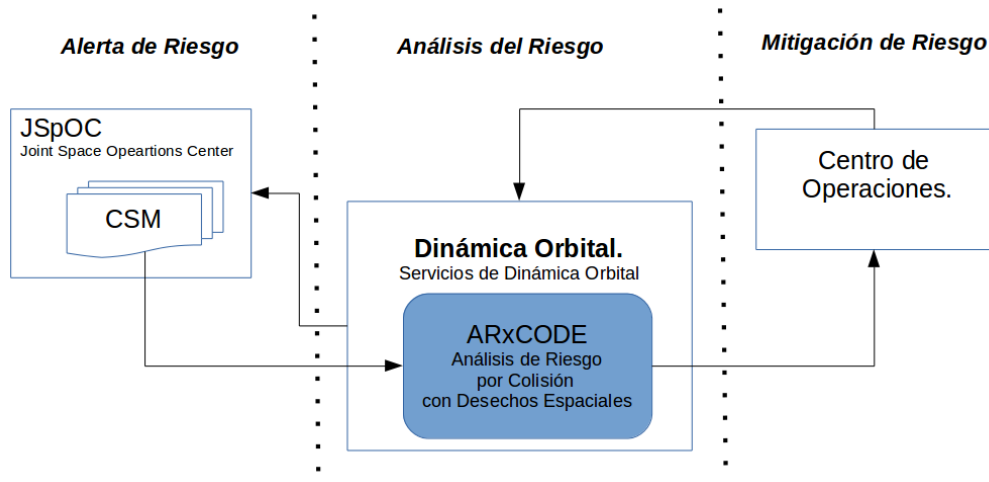 Alerta de Riesgo
Análisis del Riesgo
Mitigación de Riesgo
JSpOC
Joint Space Opeartions Center
CSM
Dinámica Orbital.
Servicios de Dinámica Orbital
ARxCODE
Análisis de Riesgo
por Colisión
con Desechos Espaciales
Centro de
Operaciones.